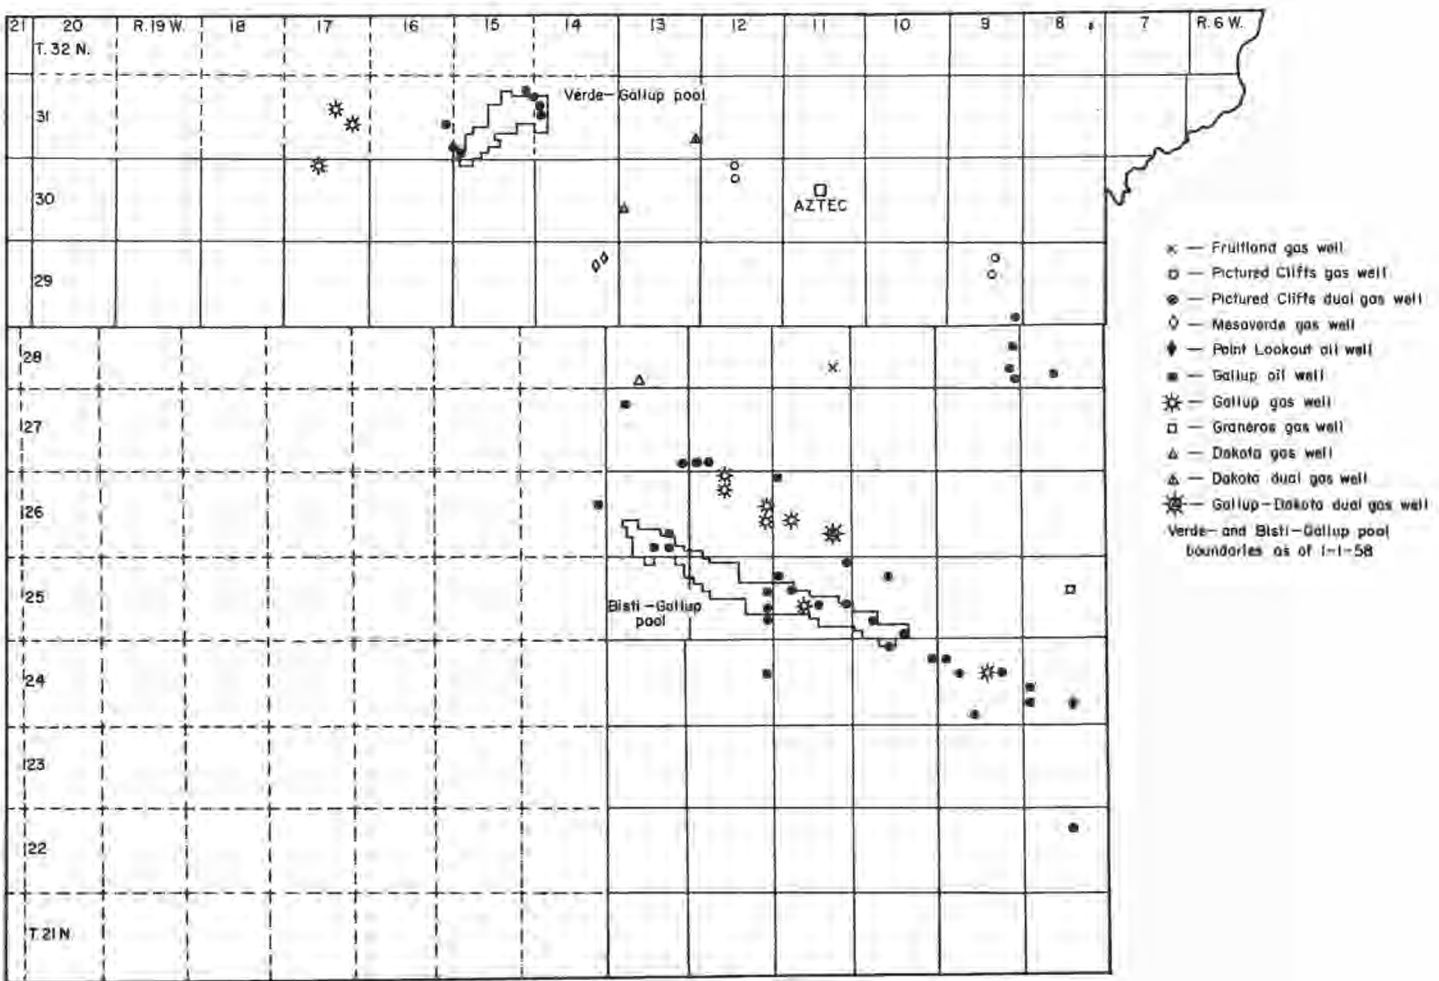 21 20 R. 19 W. 18 17 16 15 14 13 12 11 10 9 8 7 R. 6 W.
T. 32 N.
31
Verde-Gallup pool
30
AZTEC
29
28
27
26
25
Bisti-Gallup
pool
24
23
22
T. 21 N.
× — Fruitland gas well
— Pictured Cliffs gas well
— Pictured Cliffs dual gas well
— Mesaverde gas well
— Point Lookout oil well
— Gallup oil well
— Gallup gas well
— Graneros gas well
— Dakota gas well
— Dakota dual gas well
— Gallup-Dakota dual gas well
Verde- and Bisti-Gallup pool
boundaries as of 1-1-58